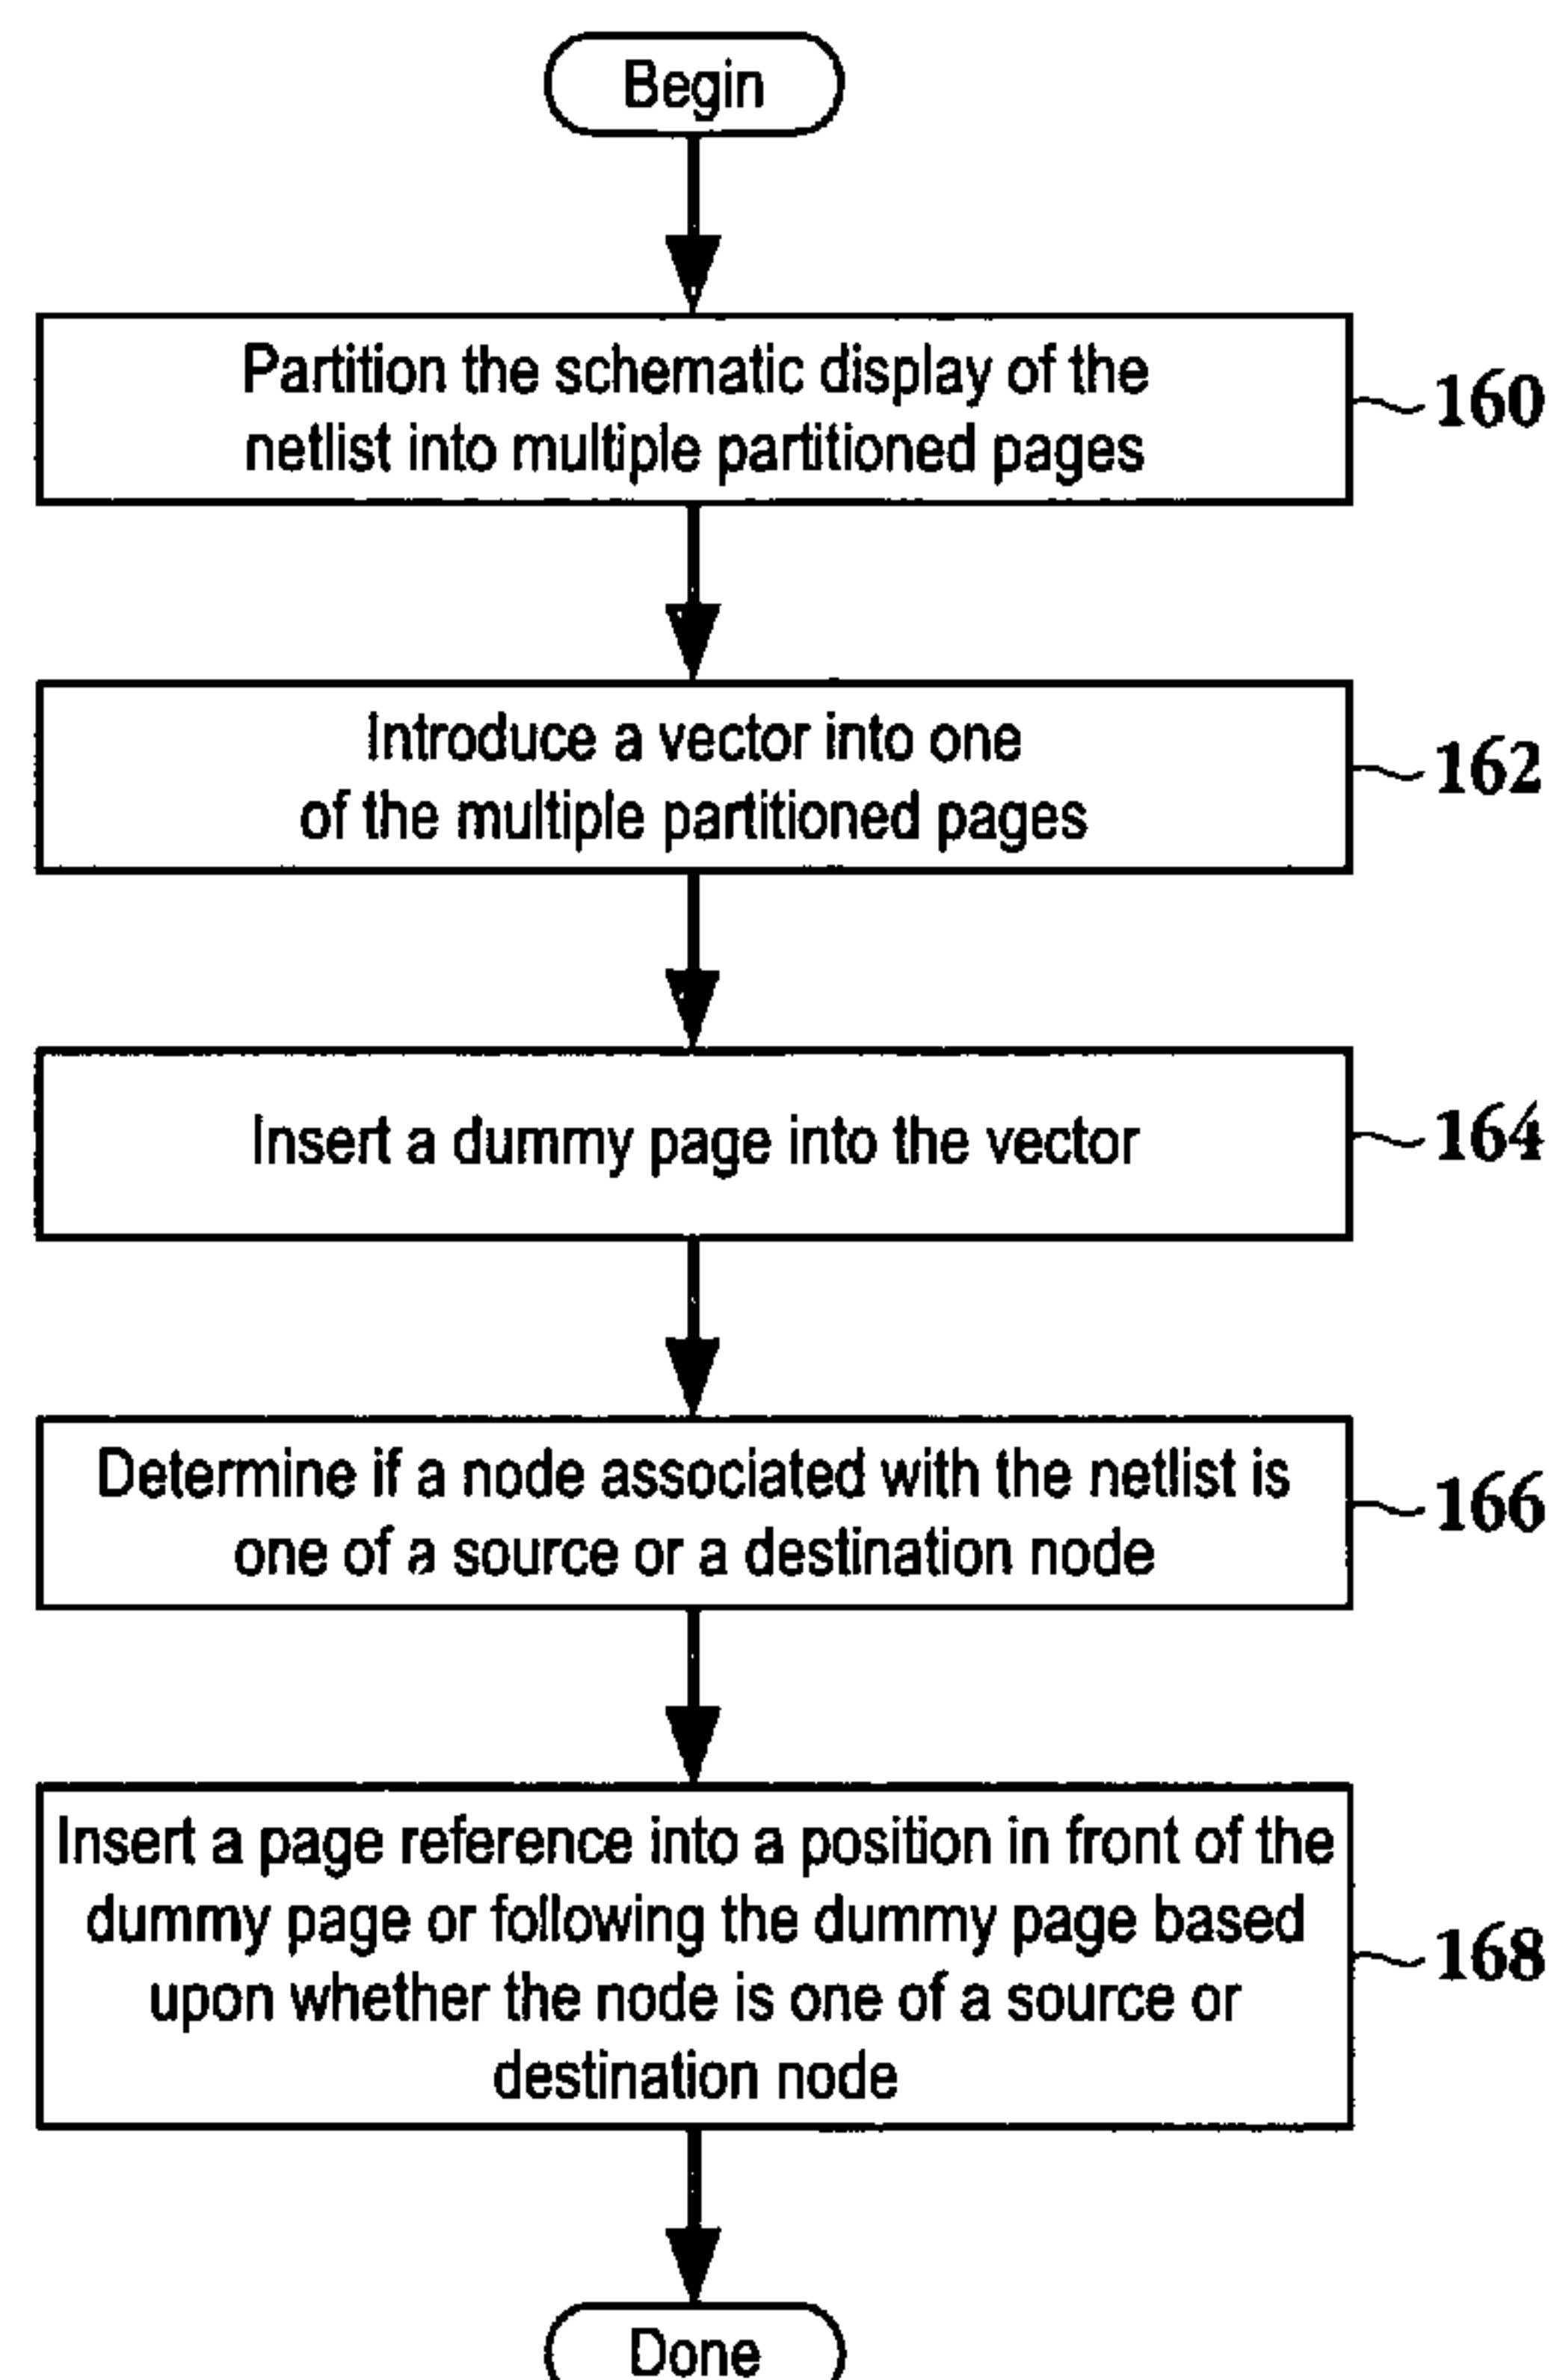 Begin
Partition the schematic display of the
netlist into multiple partitioned pages
160
Introduce a vector into one
of the multiple partitioned pages
162
Insert a dummy page into the vector
164
Determine if a node associated with the netlist is
one of a source or a destination node
166
Insert a page reference into a position in front of the
dummy page or following the dummy page based
upon whether the node is one of a source or
destination node
168
Done